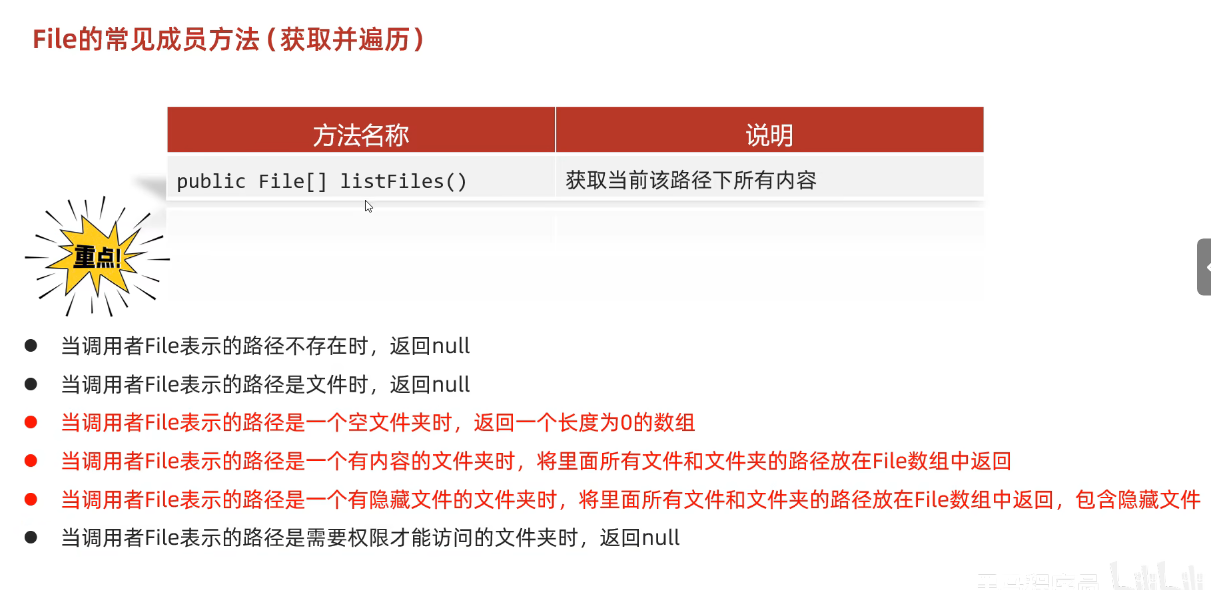 File的常见成员方法(获取并遍历)
方法名称 说明
public File[] listFiles() 获取当前该路径下所有内容
重点!
● 当调用者File表示的路径不存在时，返回null
● 当调用者File表示的路径是文件时，返回null
● 当调用者File表示的路径是一个空文件夹时，返回一个长度为0的数组
● 当调用者File表示的路径是一个有内容的文件夹时，将里面所有文件和文件夹的路径放在File数组中返回
● 当调用者File表示的路径是一个有隐藏文件的文件夹时，将里面所有文件和文件夹的路径放在File数组中返回，包含隐藏文件
● 当调用者File表示的路径是需要权限才能访问的文件夹时，返回null